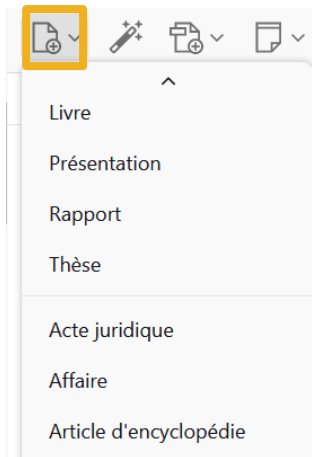 Livre
Présentation
Rapport
Thèse
Acte juridique
Affaire
Article d'encyclopédie